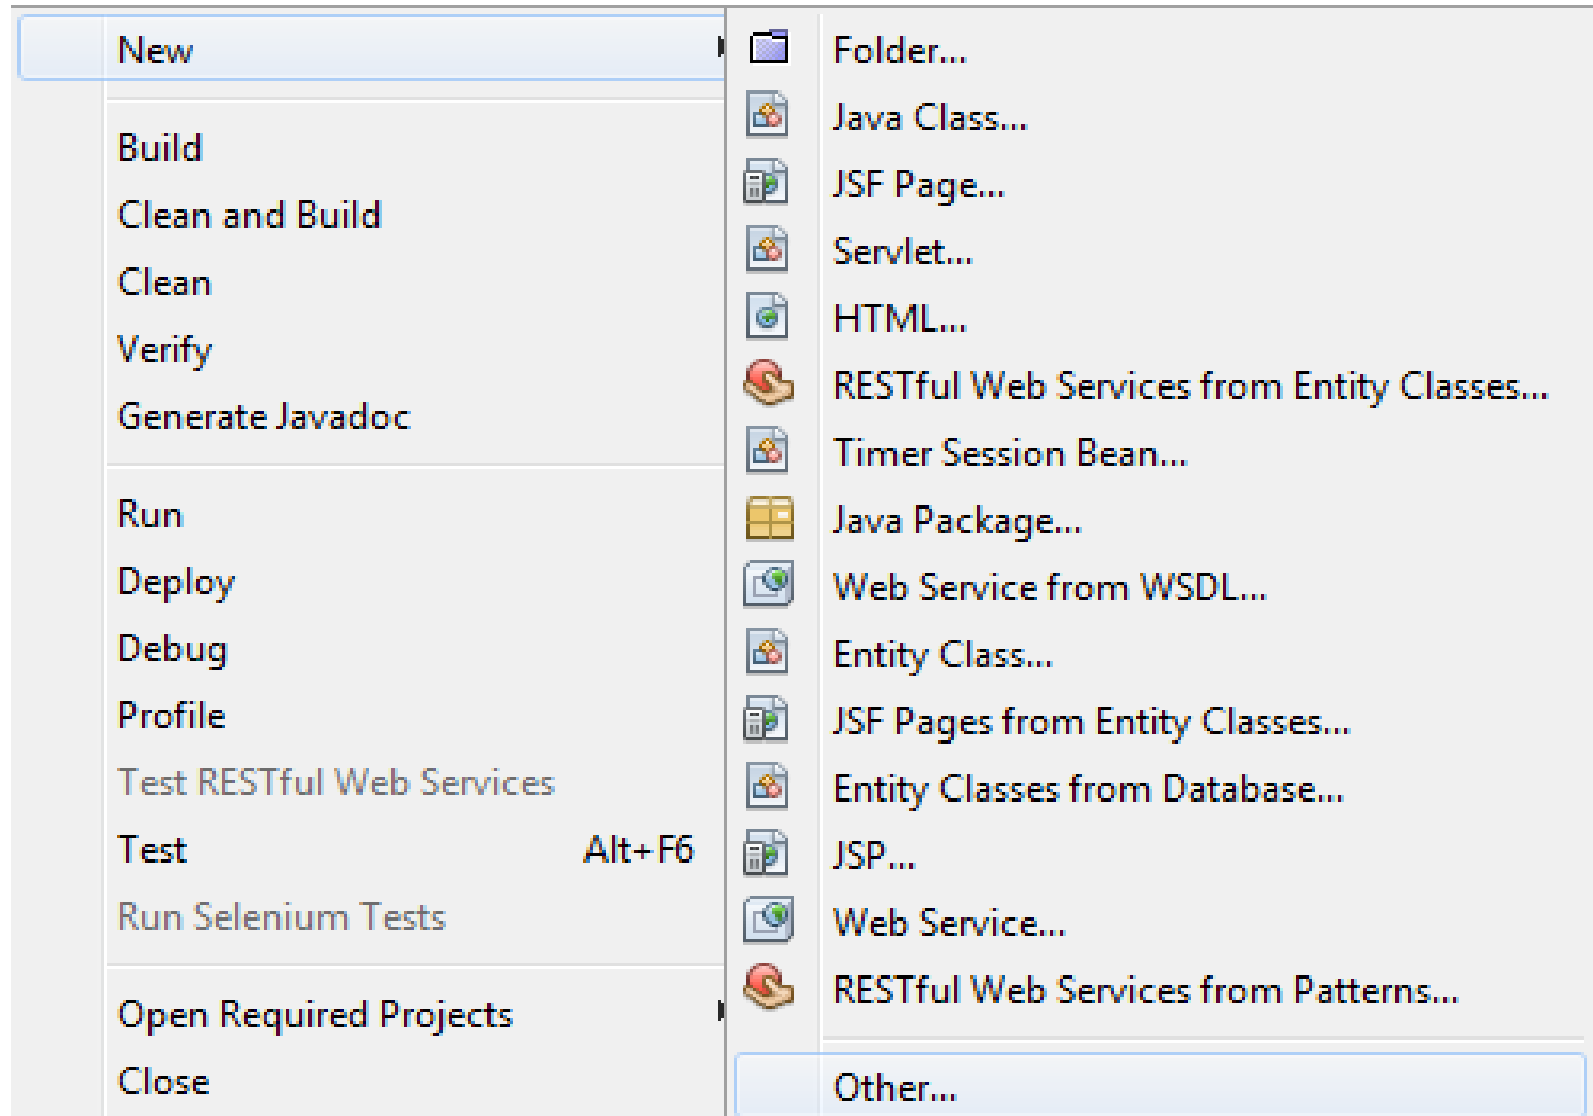 New
Build
Clean and Build
Clean
Verify
Generate Javadoc
Run
Deploy
Debug
Profile
Test RESTful Web Services
Test Alt+F6
Run Selenium Tests
Open Required Projects
Close
Folder...
Java Class...
JSF Page...
Servlet...
HTML...
RESTful Web Services from Entity Classes...
Timer Session Bean...
Java Package...
Web Service from WSDL...
Entity Class...
JSF Pages from Entity Classes...
Entity Classes from Database...
JSP...
Web Service...
RESTful Web Services from Patterns...
Other...